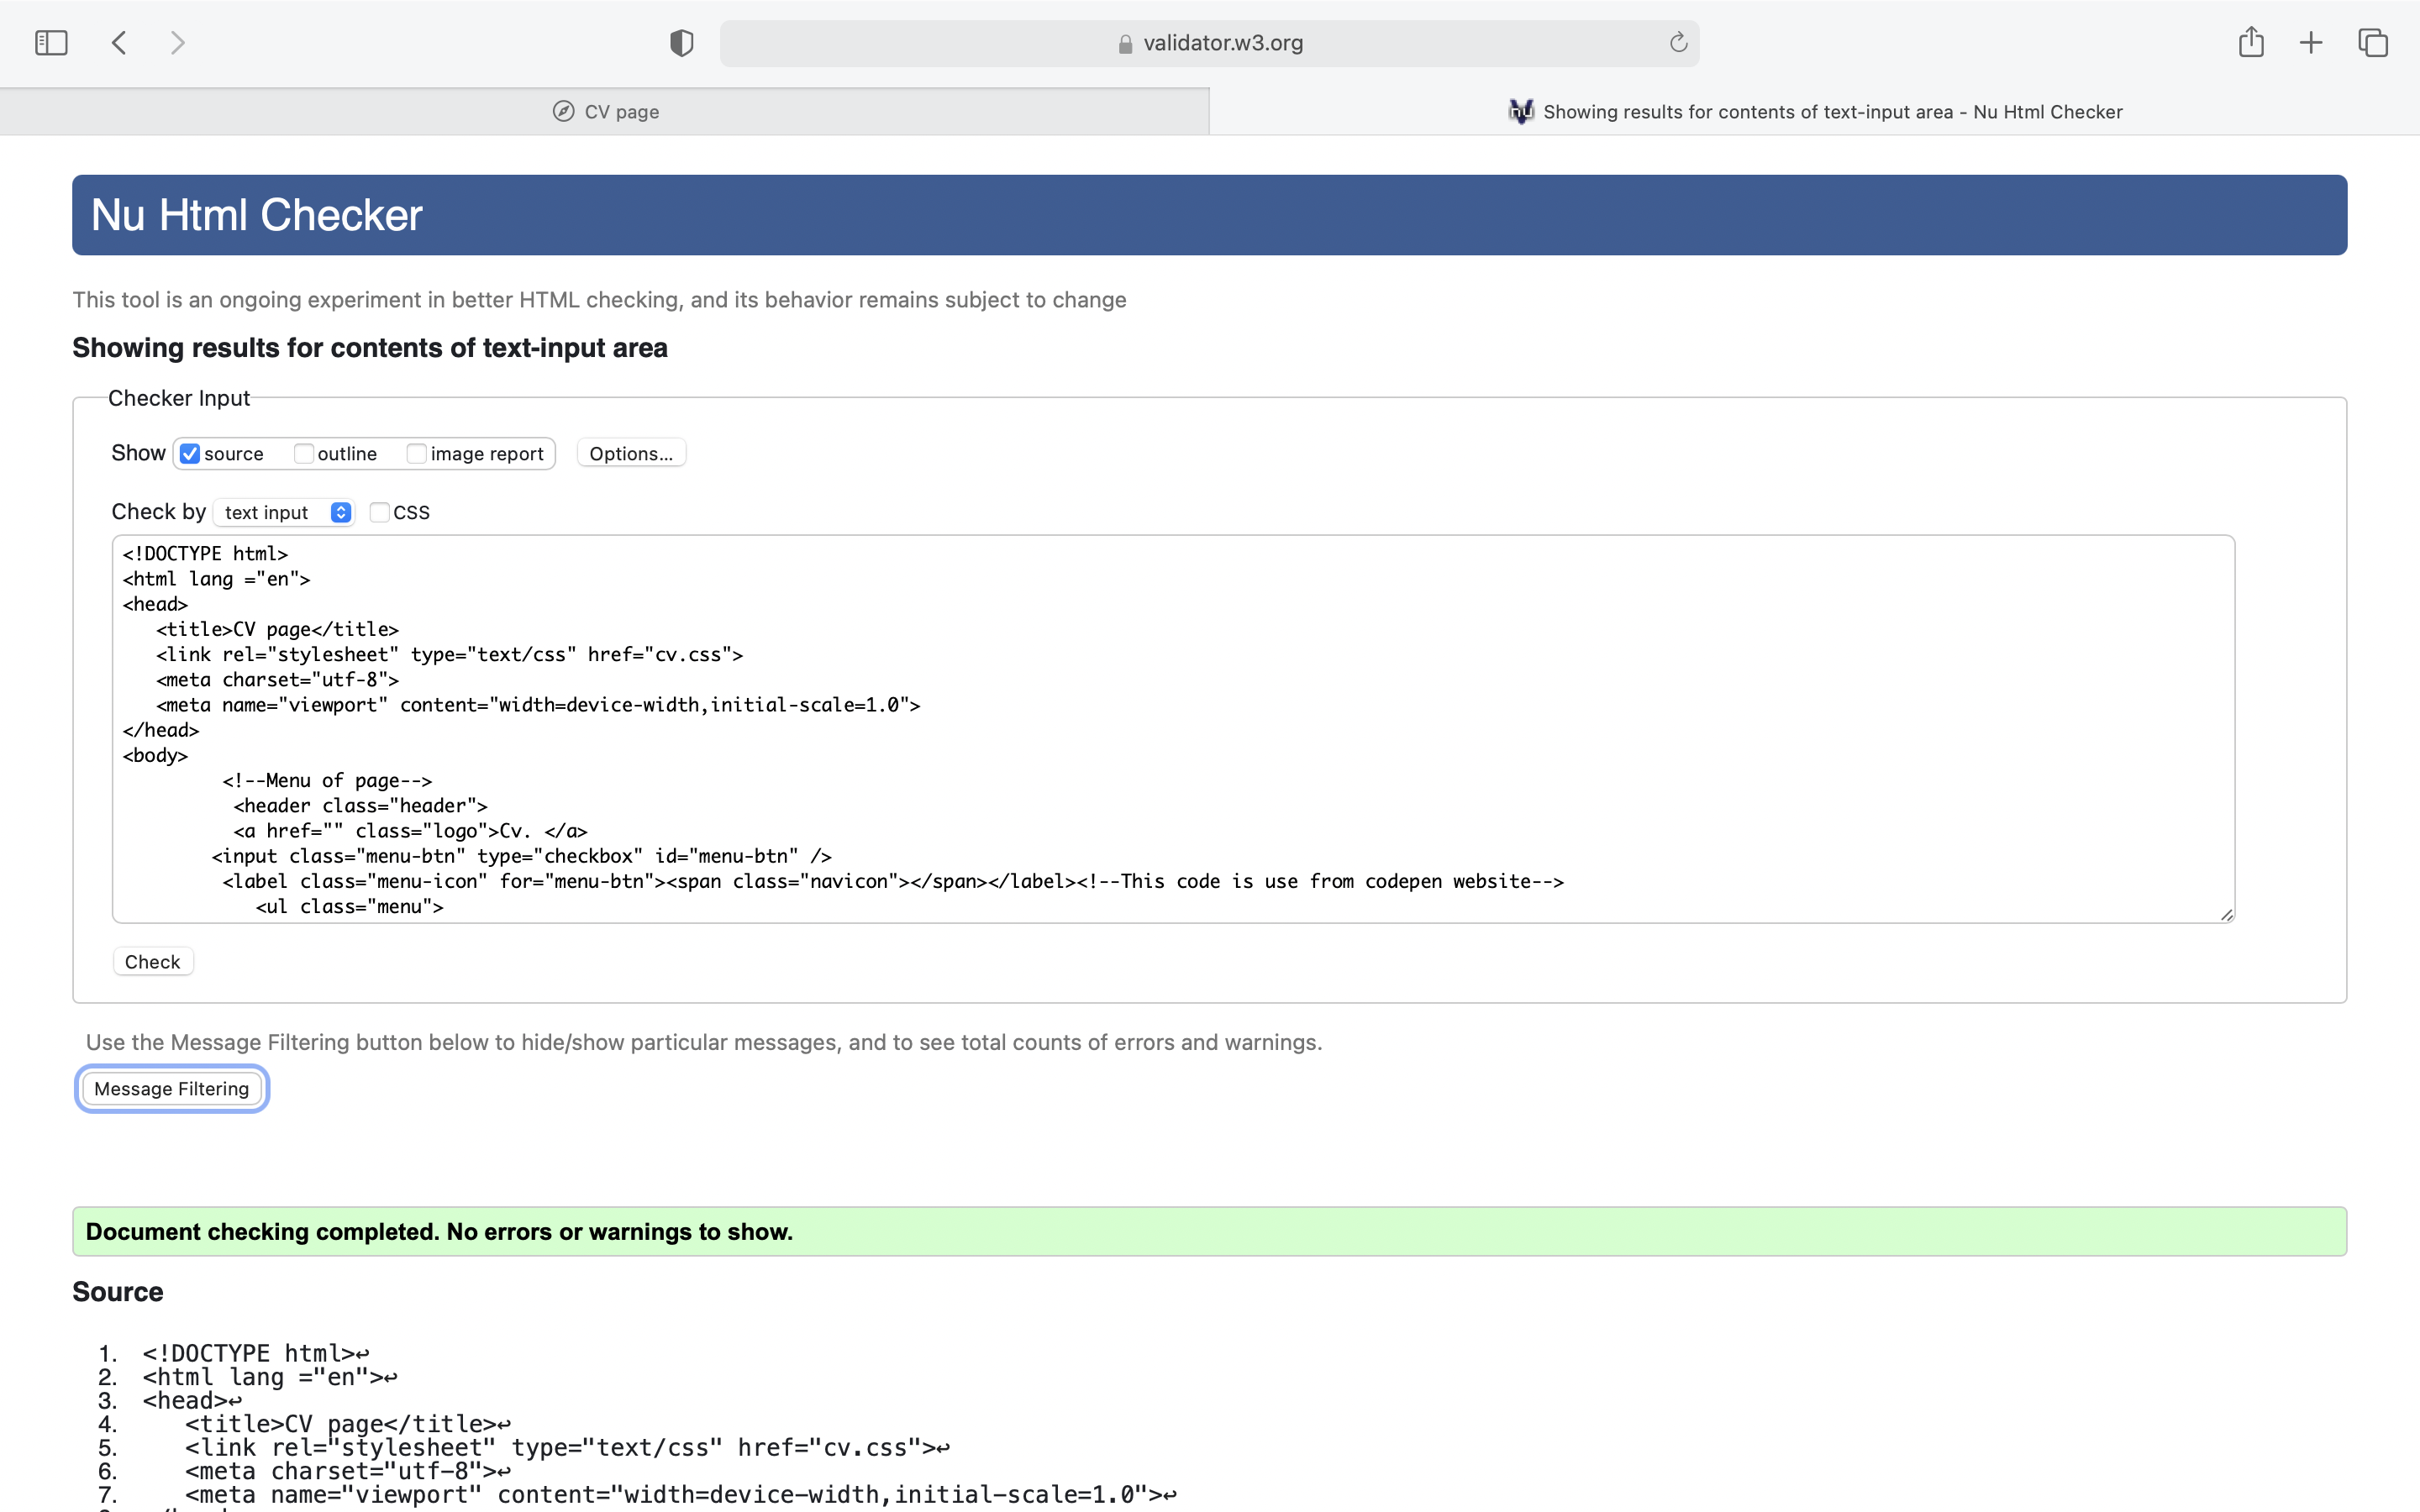 validator.w3.org
CV page
Showing results for contents of text-input area - Nu Html Checker
Nu Html Checker
This tool is an ongoing experiment in better HTML checking, and its behavior remains subject to change
Showing results for contents of text-input area
Checker Input
Show source outline image report Options...
Check by text input CSS
<!DOCTYPE html>
<html lang ="en">
<head>
<title>CV page</title>
<link rel="stylesheet" type="text/css" href="cv.css">
<meta charset="utf-8">
<meta name="viewport" content="width=device-width,initial-scale=1.0">
</head>
<body>
<!--Menu of page-->
<header class="header">
<a href="" class="logo">Cv. </a>
<input class="menu-btn" type="checkbox" id="menu-btn" />
<label class="menu-icon" for="menu-btn"><span class="navicon"></span></label><!--This code is use from codepen website-->
<ul class="menu">
Check
Use the Message Filtering button below to hide/show particular messages, and to see total counts of errors and warnings.
Message Filtering
Document checking completed. No errors or warnings to show.
Source
1. <!DOCTYPE html>↩
2. <html lang ="en">↩
3. <head>↩
4. <title>CV page</title>↩
5. <link rel="stylesheet" type="text/css" href="cv.css">↩
6. <meta charset="utf-8">↩
7. <meta name="viewport" content="width=device-width,initial-scale=1.0">↩